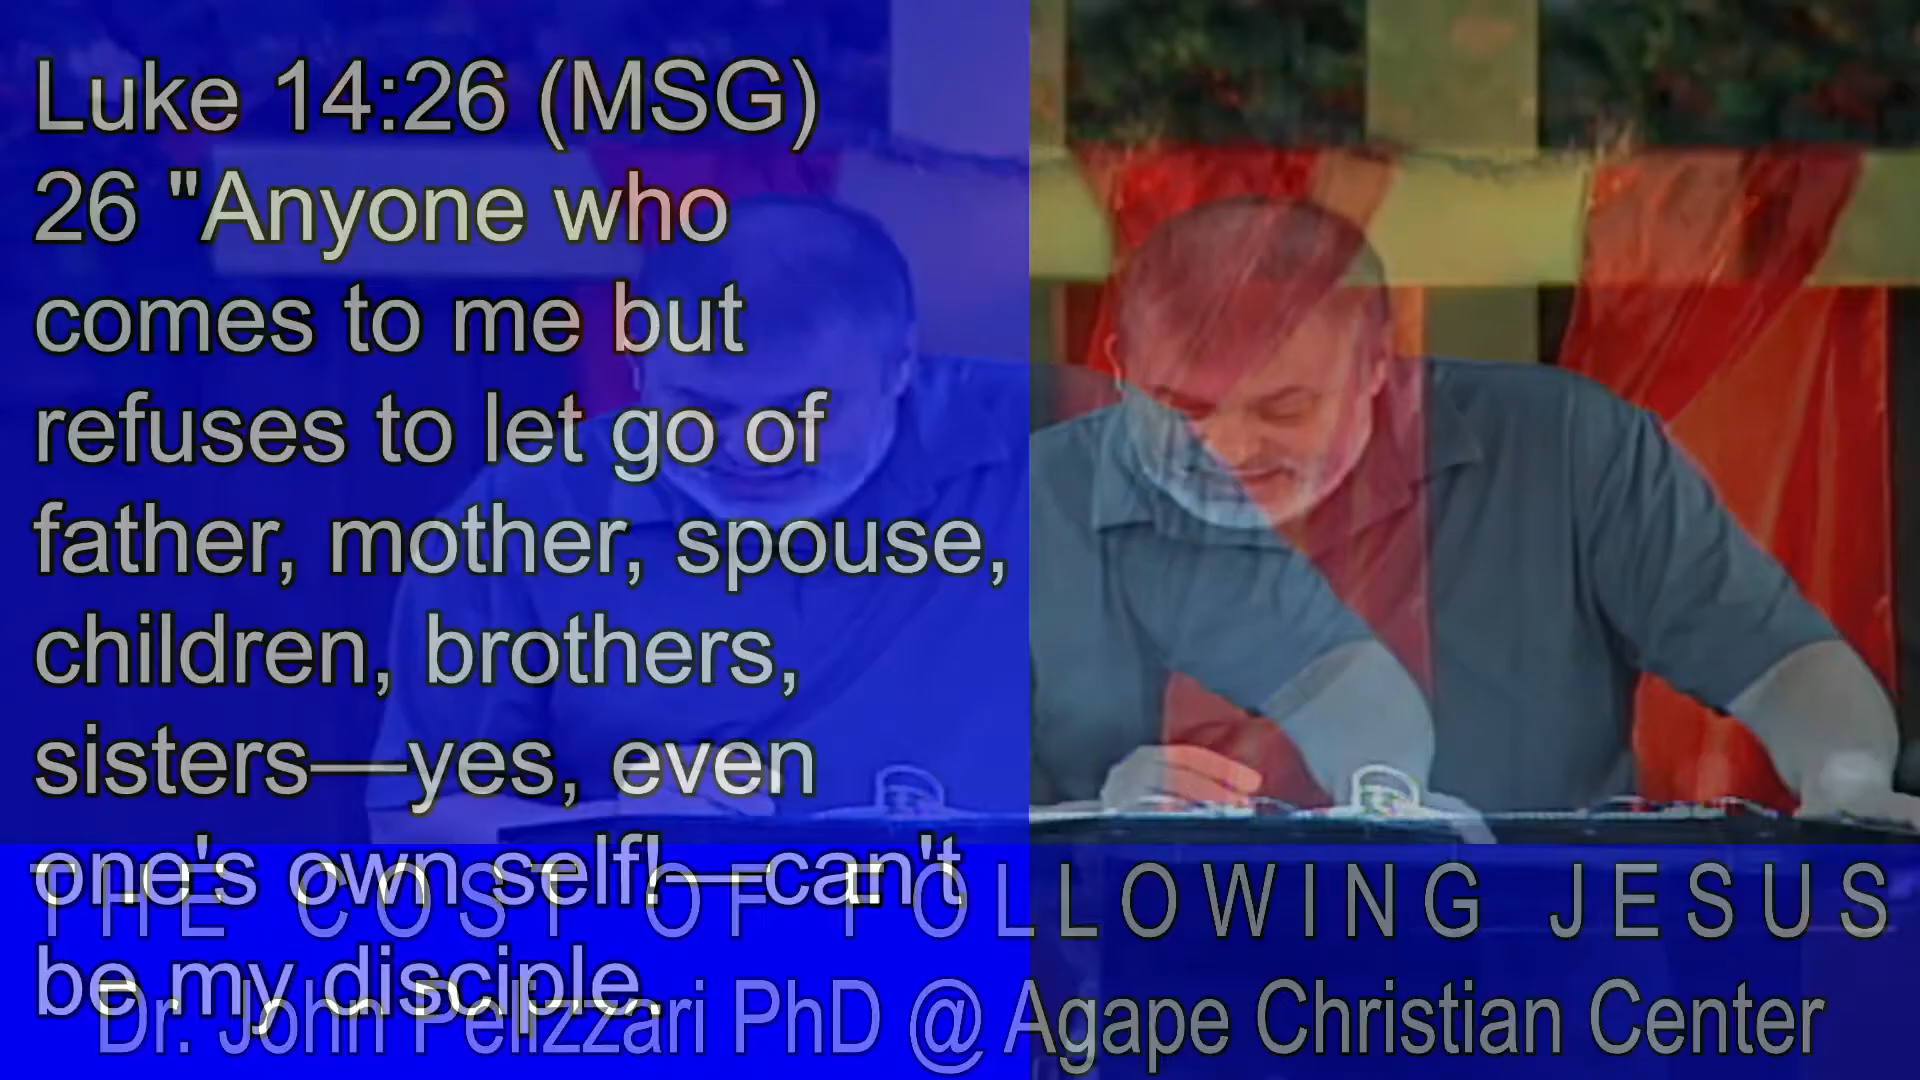 Luke 14:26 (MSG)
26 "Anyone who
comes to me but
refuses to let go of
father, mother, spouse,
children, brothers,
sisters—yes, even
one's own self!—can't
be my disciple.
THE COST OF FOLLOWING JESUS
Dr. John Pelizzari PhD @ Agape Christian Center